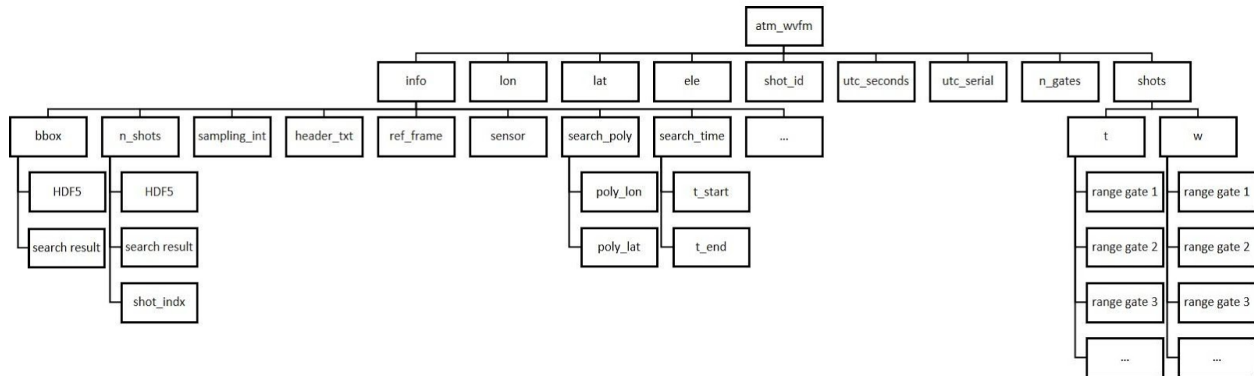 atm_wvfm
info
lon
lat
ele
shot_id
utc_seconds
utc_serial
n_gates
shots
bbox
n_shots
sampling_int
header_txt
ref_frame
sensor
search_poly
search_time
...
t
w
HDF5
HDF5
poly_lon
t_start
range gate 1
range gate 1
search result
search result
poly_lat
t_end
range gate 2
range gate 2
shot_indx
range gate 3
range gate 3
...
...